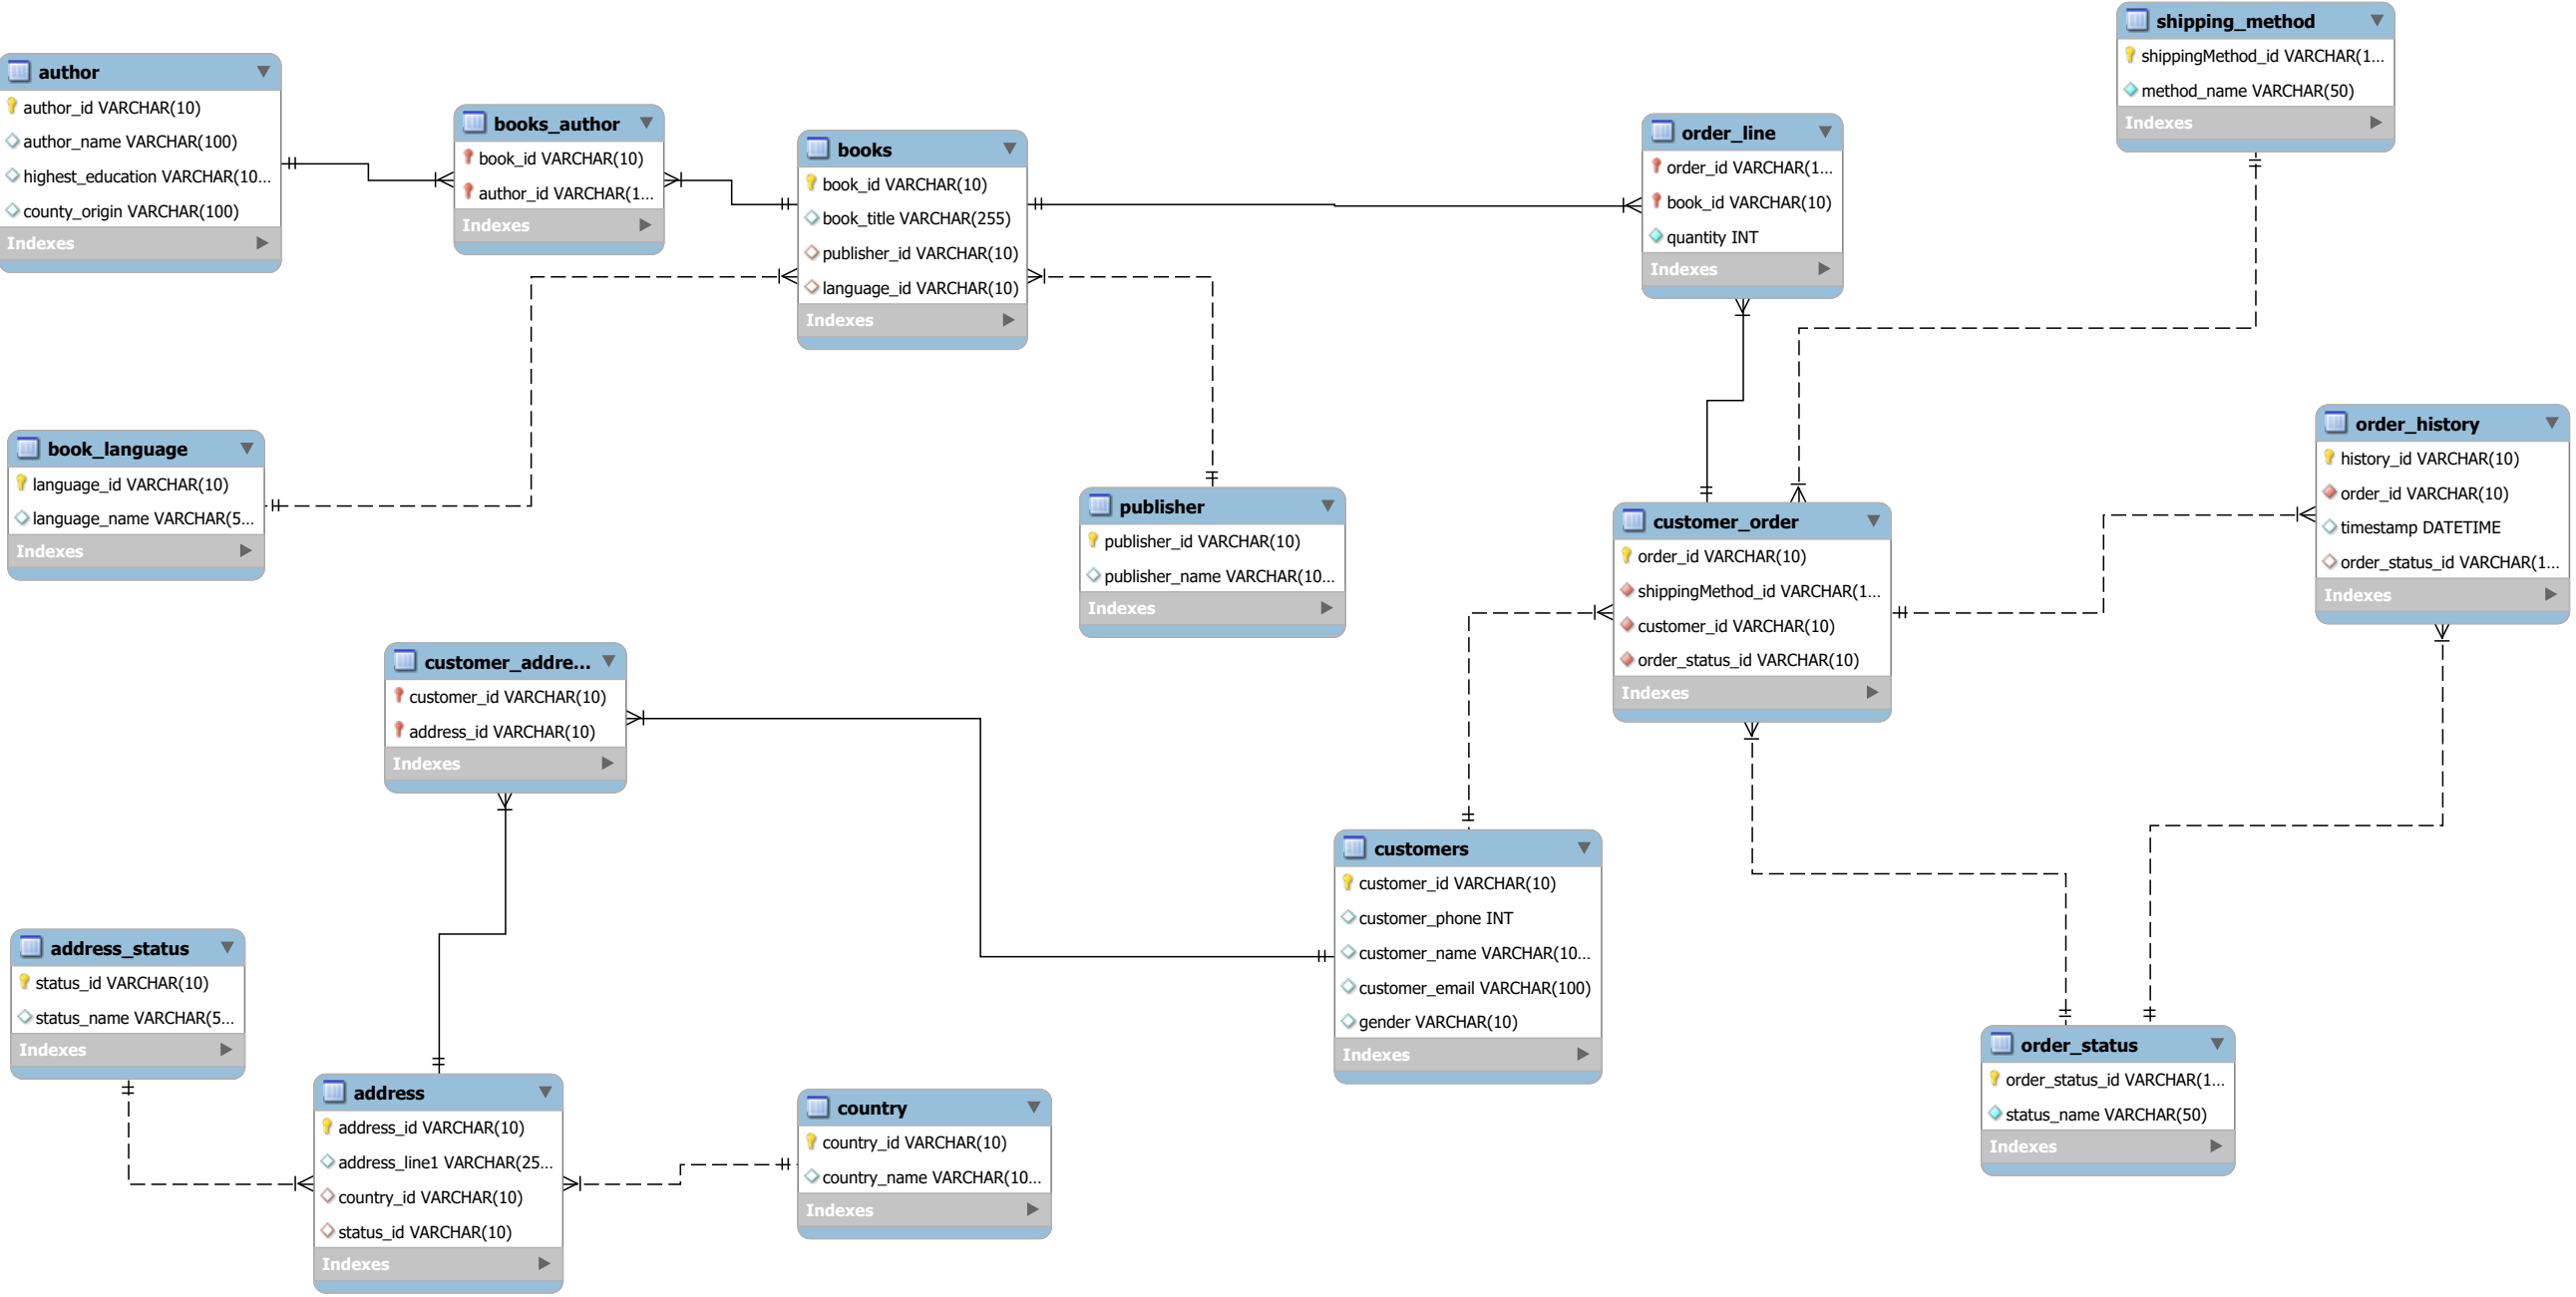 author
author_id VARCHAR(10)
author_name VARCHAR(100)
highest_education VARCHAR(10...
county_origin VARCHAR(100)
Indexes
books_author
book_id VARCHAR(10)
author_id VARCHAR(1...
Indexes
books
book_id VARCHAR(10)
book_title VARCHAR(255)
publisher_id VARCHAR(10)
language_id VARCHAR(10)
Indexes
order_line
order_id VARCHAR(1...
book_id VARCHAR(10)
quantity INT
Indexes
shipping_method
shippingMethod_id VARCHAR(1...
method_name VARCHAR(50)
Indexes
book_language
language_id VARCHAR(10)
language_name VARCHAR(5...
Indexes
publisher
publisher_id VARCHAR(10)
publisher_name VARCHAR(10...
Indexes
customer_order
order_id VARCHAR(10)
shippingMethod_id VARCHAR(1...
customer_id VARCHAR(10)
order_status_id VARCHAR(10)
Indexes
order_history
history_id VARCHAR(10)
order_id VARCHAR(10)
timestamp DATETIME
order_status_id VARCHAR(1...
Indexes
customer_addre...
customer_id VARCHAR(10)
address_id VARCHAR(10)
Indexes
customers
customer_id VARCHAR(10)
customer_phone INT
customer_name VARCHAR(10...
customer_email VARCHAR(100)
gender VARCHAR(10)
Indexes
address_status
status_id VARCHAR(10)
status_name VARCHAR(5...
Indexes
address
address_id VARCHAR(10)
address_line1 VARCHAR(25...
country_id VARCHAR(10)
status_id VARCHAR(10)
Indexes
country
country_id VARCHAR(10)
country_name VARCHAR(10...
Indexes
order_status
order_status_id VARCHAR(1...
status_name VARCHAR(50)
Indexes